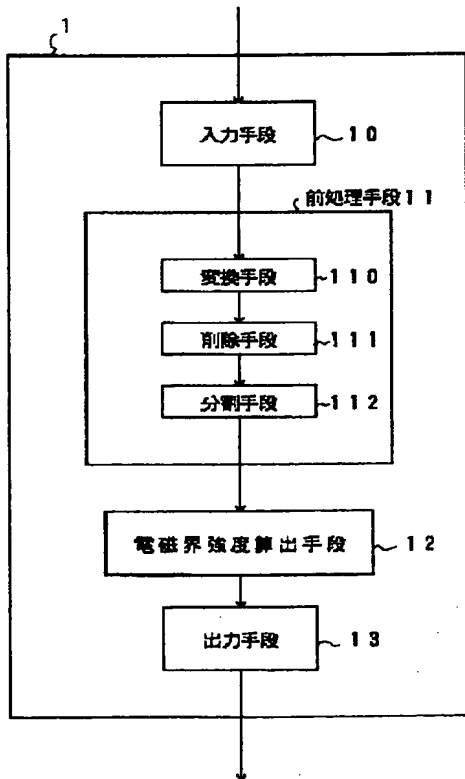 1
入力手段 10
前処理手段11
変換手段 110
削除手段 111
分割手段 112
電磁界強度算出手段 12
出力手段 13